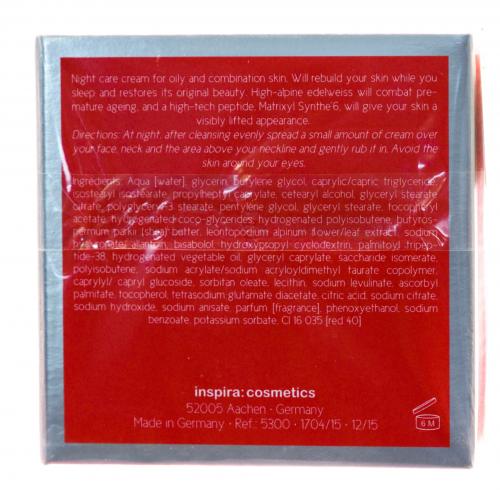 Night care cream for oily and combination skin. Will rebuild your skin while you
sleep and restores its original beauty. High-alpine edelweiss will combat pre-
mature ageing, and a high-tech peptide, Matrixyl Synthe'6, will give your skin a
visibly lifted appearance.
Directions: At night, after cleansing evenly spread a small amount of cream over
your face, neck and the area above your neckline and gently rub it in. Avoid the
skin around your eyes.
Ingredients: Aqua [water], glycerin, butylene glycol, caprylic/capric triglyceride,
isostearyl isostearate, propylheptyl caprylate, cetearyl alcohol, glyceryl stearate
citrate, polyglyceryl-3 stearate, pentylene glycol, glyceryl stearate, tocopheryl
acetate, hydrogenated coco-glycerides, hydrogenated polyisobutene, butyros-
permum parkii [shea] butter, leontopodium alpinum flower/leaf extract, sodium
hyaluronate, allantoin, bisabolol, hydroxypropyl cyclodextrin, palmitoyl tripep-
tide-38, hydrogenated vegetable oil, glyceryl caprylate, saccharide isomerate,
polyisobutene, sodium acrylate/sodium acryloyldimethyl taurate copolymer,
caprylyl/ capryl glucoside, sorbitan oleate, lecithin, sodium levulinate, ascorbyl
palmitate, tocopherol, tetrasodium glutamate diacetate, citric acid, sodium citrate,
sodium hydroxide, sodium anisate, parfum [fragrance], phenoxyethanol, sodium
benzoate, potassium sorbate, CI 16 035 [red 40]
inspira: cosmetics
52005 Aachen · Germany
Made in Germany · Ref.: 5300 · 1704/15 · 12/15
6 M